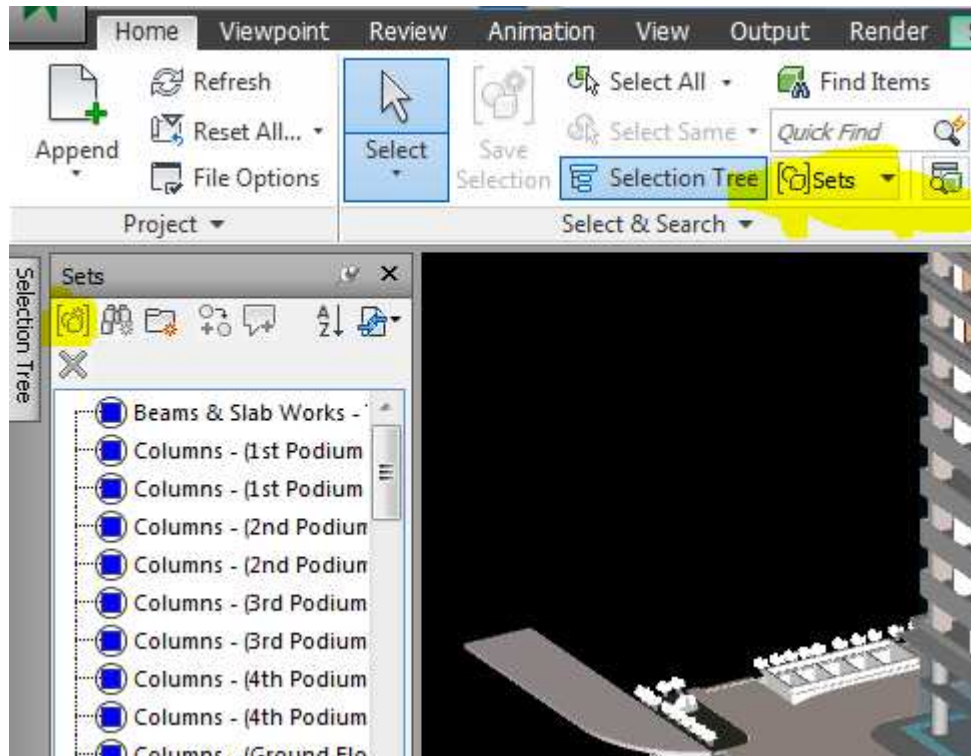 Home Viewpoint Review Animation View Output Render
Refresh Select All Find Items
Reset All... Select Same Quick Find
Append Select Save Selection
File Options Selection Tree Sets
Project Select & Search
Selection Tree
Sets
Beams & Slab Works -
Columns - (1st Podium
Columns - (1st Podium
Columns - (2nd Podium
Columns - (2nd Podium
Columns - (3rd Podium
Columns - (3rd Podium
Columns - (4th Podium
Columns - (4th Podium
Columns - (Ground Flo